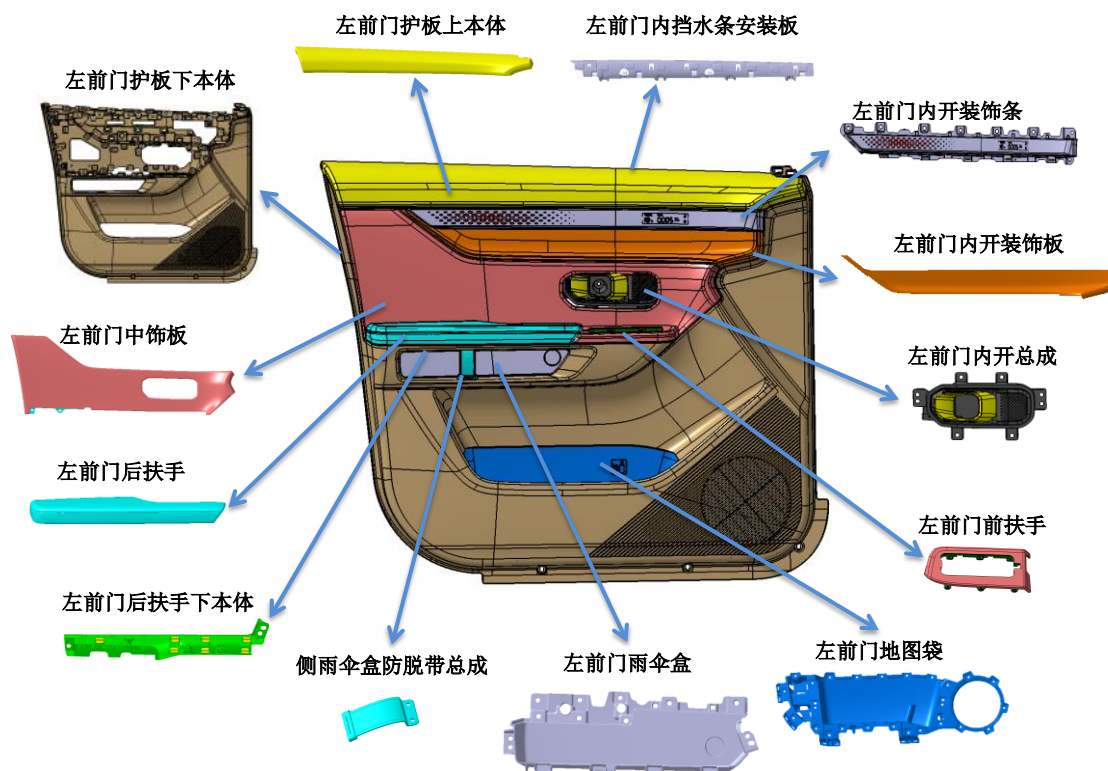 左前门护板上本体
左前门内挡水条安装板
左前门护板下本体
左前门内开装饰条
左前门内开装饰板
左前门中饰板
左前门内开总成
左前门后扶手
左前门前扶手
左前门后扶手下本体
侧雨伞盒防脱带总成
左前门雨伞盒
左前门地图袋